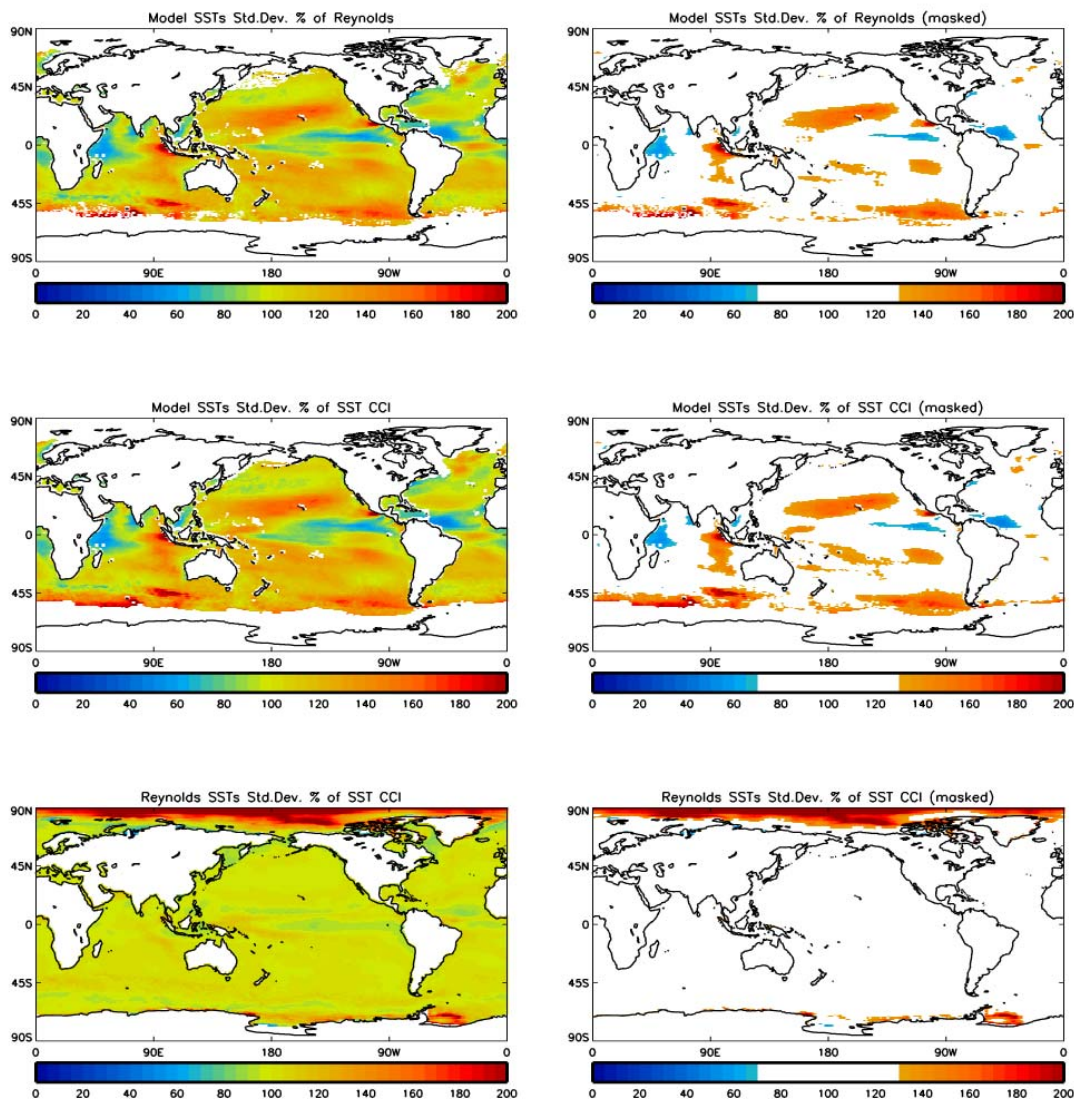 Model SSTs Std.Dev. % of Reynolds
90N
45N
0
45S
90S
0 90E 180 90W 0
0 20 40 60 80 100 120 140 160 180 200
Model SSTs Std.Dev. % of Reynolds (masked)
90N
45N
0
45S
90S
0 90E 180 90W 0
0 20 40 60 80 100 120 140 160 180 200
Model SSTs Std.Dev. % of SST CCI
90N
45N
0
45S
90S
0 90E 180 90W 0
0 20 40 60 80 100 120 140 160 180 200
Model SSTs Std.Dev. % of SST CCI (masked)
90N
45N
0
45S
90S
0 90E 180 90W 0
0 20 40 60 80 100 120 140 160 180 200
Reynolds SSTs Std.Dev. % of SST CCI
90N
45N
0
45S
90S
0 90E 180 90W 0
0 20 40 60 80 100 120 140 160 180 200
Reynolds SSTs Std.Dev. % of SST CCI (masked)
90N
45N
0
45S
90S
0 90E 180 90W 0
0 20 40 60 80 100 120 140 160 180 200